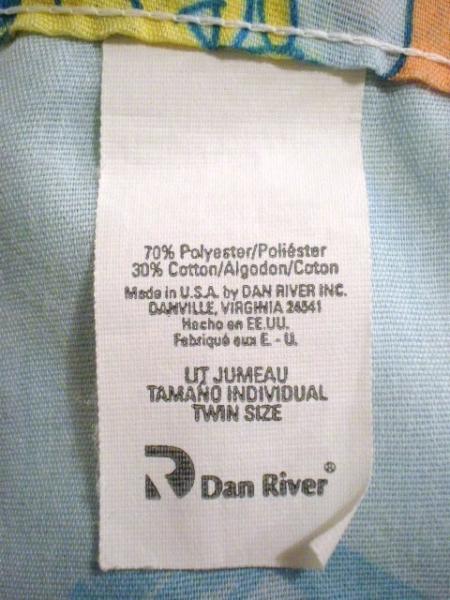 70% Polyester/Poliéster
30% Cotton/Algodon/Coton
Made in U.S.A. by DAN RIVER INC.
DANVILLE, VIRGINIA 24541
Hecho en EE.UU.
Fabriqué aux E. - U.
LIT JUMEAU
TAMAÑO INDIVIDUAL
TWIN SIZE
Dan River®